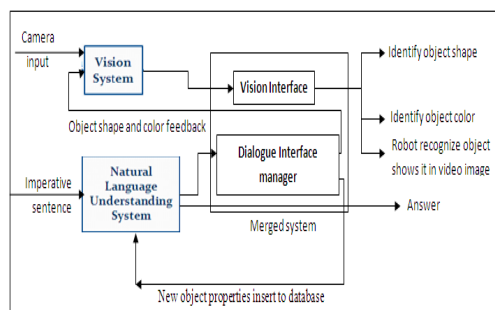 Camera
input
Vision
System
Vision Interface
Identify object shape
Identify object color
Robot recognize object
shows it in video image
Object shape and color feedback
Dialogue Interface
manager
Natural
Language
Understanding
System
Imperative
sentence
Answer
Merged system
New object properties insert to database